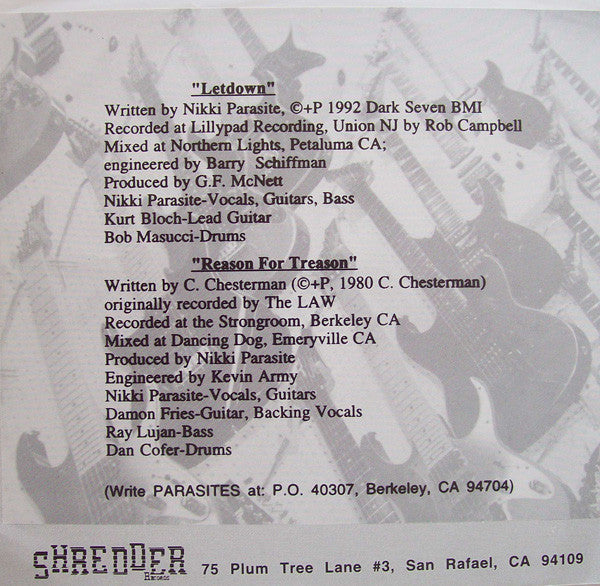 "Letdown"
Written by Nikki Parasite, ©+P 1992 Dark Seven BMI
Recorded at Lillypad Recording, Union NJ by Rob Campbell
Mixed at Northern Lights, Petaluma CA;
engineered by Barry Schiffman
Produced by G.F. McNett
Nikki Parasite-Vocals, Guitars, Bass
Kurt Bloch-Lead Guitar
Bob Masucci-Drums
"Reason For Treason"
Written by C. Chesterman (©+P, 1980 C. Chesterman)
originally recorded by The LAW
Recorded at the Strongroom, Berkeley CA
Mixed at Dancing Dog, Emeryville CA
Produced by Nikki Parasite
Engineered by Kevin Army
Nikki Parasite-Vocals, Guitars
Damon Fries-Guitar, Backing Vocals
Ray Lujan-Bass
Dan Cofer-Drums
(Write PARASITES at: P.O. 40307, Berkeley, CA 94704)
SHREDDER
Records
75 Plum Tree Lane #3, San Rafael, CA 94109